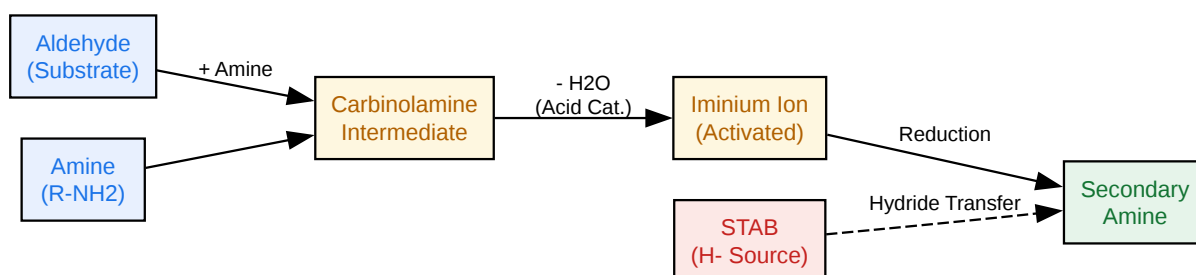 Aldehyde
(Substrate)
+ Amine
Amine
(R-NH2)
Carbinolamine
Intermediate
- H2O
(Acid Cat.)
Iminium Ion
(Activated)
Reduction
STAB
(H- Source)
Hydride Transfer
Secondary
Amine